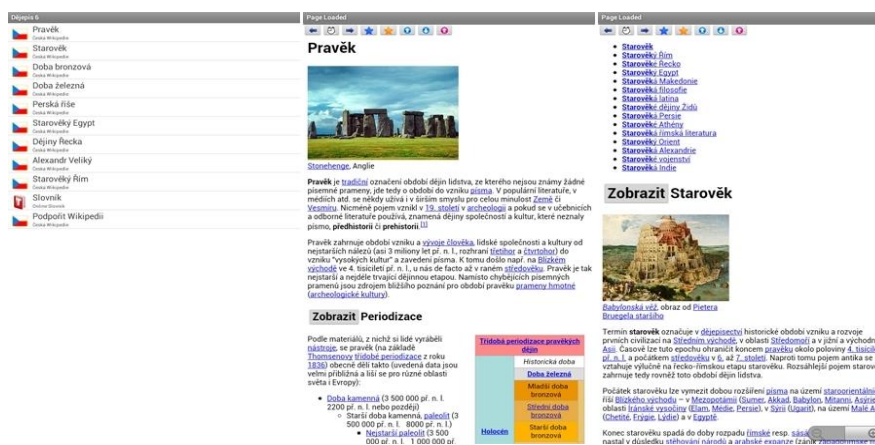 Dějepis 6
Pravěk
Česká Wikipedie
Starověk
Česká Wikipedie
Doba bronzová
Česká Wikipedie
Doba železná
Česká Wikipedie
Perská říše
Česká Wikipedie
Starověký Egypt
Česká Wikipedie
Dějiny Řecka
Česká Wikipedie
Alexandr Veliký
Česká Wikipedie
Starověký Řím
Česká Wikipedie
Slovník
Online Slovník
Podpořit Wikipedii
Česká Wikipedie
Page Loaded
Pravěk
Stonehenge, Anglie
Pravěk je tradiční označení období dějin lidstva, ze kterého nejsou známy žádné
písemné prameny, jde tedy o období do vzniku písma. V populární literatuře, v
médiích atd. se někdy užívá i v širším smyslu pro celou minulost Země či
Vesmíru. Nicméně pojem vznikl v 19. století v archeologii a pokud se v učebnicích
a odborné literatuře používá, znamená dějiny společností a kultur, které neznaly
písmo, předhistorii či prehistorii.[1]
Pravěk zahrnuje období vzniku a vývoje člověka, lidské společnosti a kultury od
nejstarších nálezů (asi 3 miliony let př. n. l., rozhraní třetihor a čtvrtohor) do
vzniku "vysokých kultur" a zavedení písma. K tomu došlo např. na Blízkém
východě ve 4. tisíciletí př. n. l., u nás de facto až v raném středověku. Pravěk je tak
nejstarší a nejdéle trvající dějinnou etapou. Namísto chybějících písemných
pramenů jsou zdrojem bližšího poznání pro období pravěku prameny hmotné
(archeologické kultury).
Zobrazit Periodizace
Podle materiálů, z nichž si lidé vyráběli
nástroje, se pravěk (na základě
Thomsenovy třídobé periodizace z roku
1836) obecně dělí takto (uvedená data jsou
velmi přibližná a liší se pro různé oblasti
světa i Evropy):
Doba kamenná (3 500 000 př. n. l.
2200 př. n. l. nebo později)
Starší doba kamenná, paleolit (3
500 000 př. n. l. 8000 př. n. l.)
Nejstarší paleolit (3 500
000 př. n. l. 1 000 000 př.
Třídobá periodizace pravěkých
dějin
Historická doba
Doba železná
Mladší doba
bronzová
Střední doba
bronzová
Starší doba
bronzová
Holocén
Page Loaded
Starověk
Starověký Řím
Starověké Řecko
Starověký Egypt
Starověká Makedonie
Starověká filosofie
Starověká latina
Starověké dějiny Židů
Starověká Persie
Starověké Athény
Starověká římská literatura
Starověký Orient
Starověká Alexandrie
Starověké vojenství
Starověká Indie
Zobrazit Starověk
Babylonská věž, obraz od Pietera
Bruegela staršího
Termín starověk označuje v dějepisectví historické období vzniku a rozvoje
prvních civilizací na Středním východě, v oblasti Středomoří a v jižní a východní
Asii. Časově lze tuto epochu ohraničit koncem pravěku okolo poloviny 4. tisícile
př. n. l. a počátkem středověku v 6. až 7. století. Naproti tomu pojem antika se
vztahuje výlučně na řecko-římskou etapu starověku. Rozsáhlejší pojem starově
zahrnuje tedy rovněž toto období dějin lidstva.
Počátek starověku lze vymezit dobou rozšíření písma na území staroorientální
říší Blízkého východu – v Mezopotámii (Sumer, Akkad, Babylon, Mitanni, Asýrie
oblasti Íránské vysočiny (Elam, Médie, Persie), v Sýrii (Ugarit), na území Malé A
(Chetité, Frýgie, Lýdie) a v Egyptě.
Konec starověku spadá do doby rozpadu římské resp. sásá
nastal v důsledku stěhování národů a arabské expanze